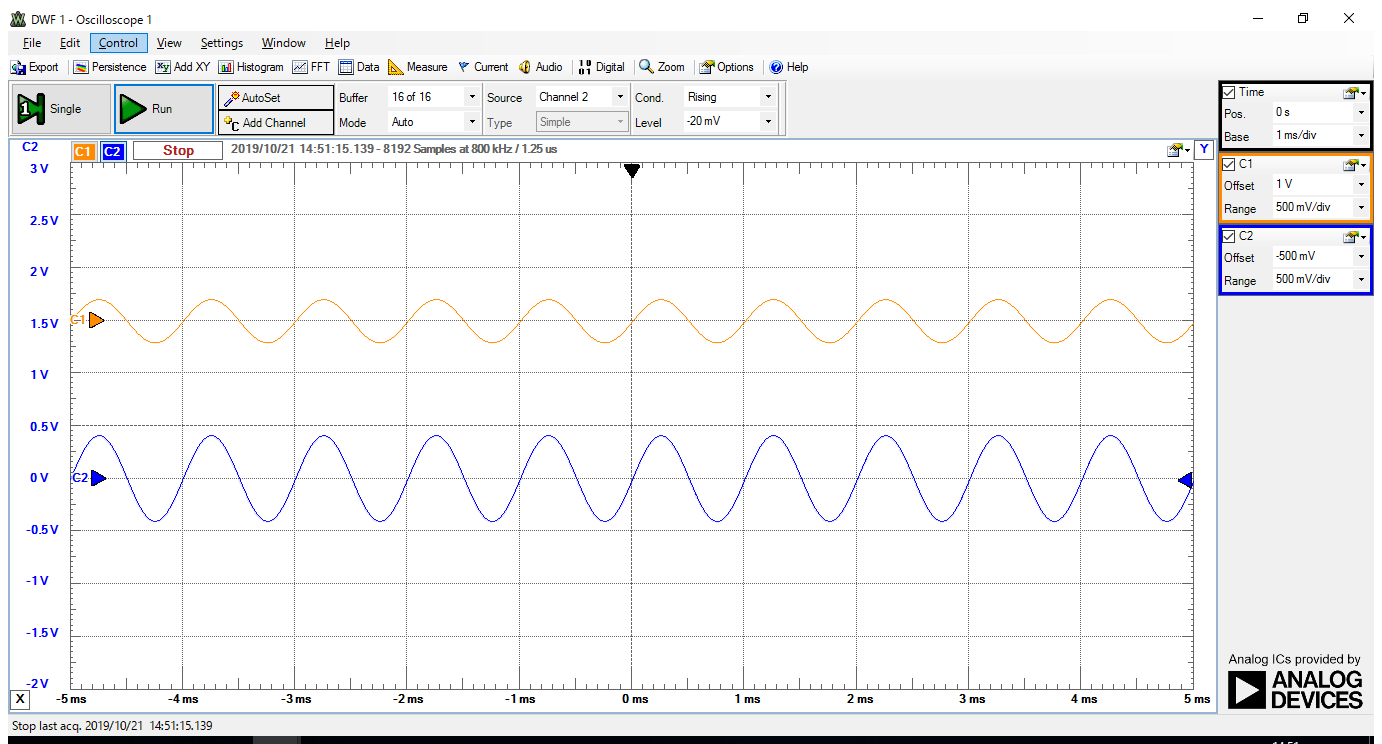 DWF 1 - Oscilloscope 1
File Edit Control View Settings Window Help
Export Persistence Add XY Histogram FFT Data Measure Current Audio Digital Zoom Options Help
Single Run AutoSet Buffer 16 of 16 Source Channel 2 Cond. Rising
Add Channel Mode Auto Type Simple Level -20 mV
C2 C1 C2 Stop 2019/10/21 14:51:15.139 - 8192 Samples at 800 kHz / 1.25 us Y
3 V
2.5 V
2 V
1.5 V
1 V
0.5 V
0 V
-0.5 V
-1 V
-1.5 V
-2 V
C1
C2
X -5 ms -4 ms -3 ms -2 ms -1 ms 0 ms 1 ms 2 ms 3 ms 4 ms 5 ms
Time
Pos. 0 s
Base 1 ms/div
C1
Offset 1 V
Range 500 mV/div
C2
Offset -500 mV
Range 500 mV/div
Analog ICs provided by
ANALOG
DEVICES
Stop last acq. 2019/10/21 14:51:15.139